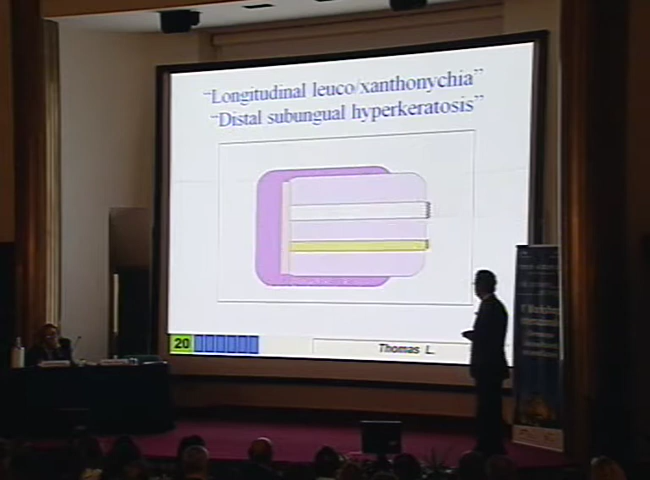 “Longitudinal leuco/xanthonychia”
“Distal subungual hyperkeratosis”
20
Thomas L.